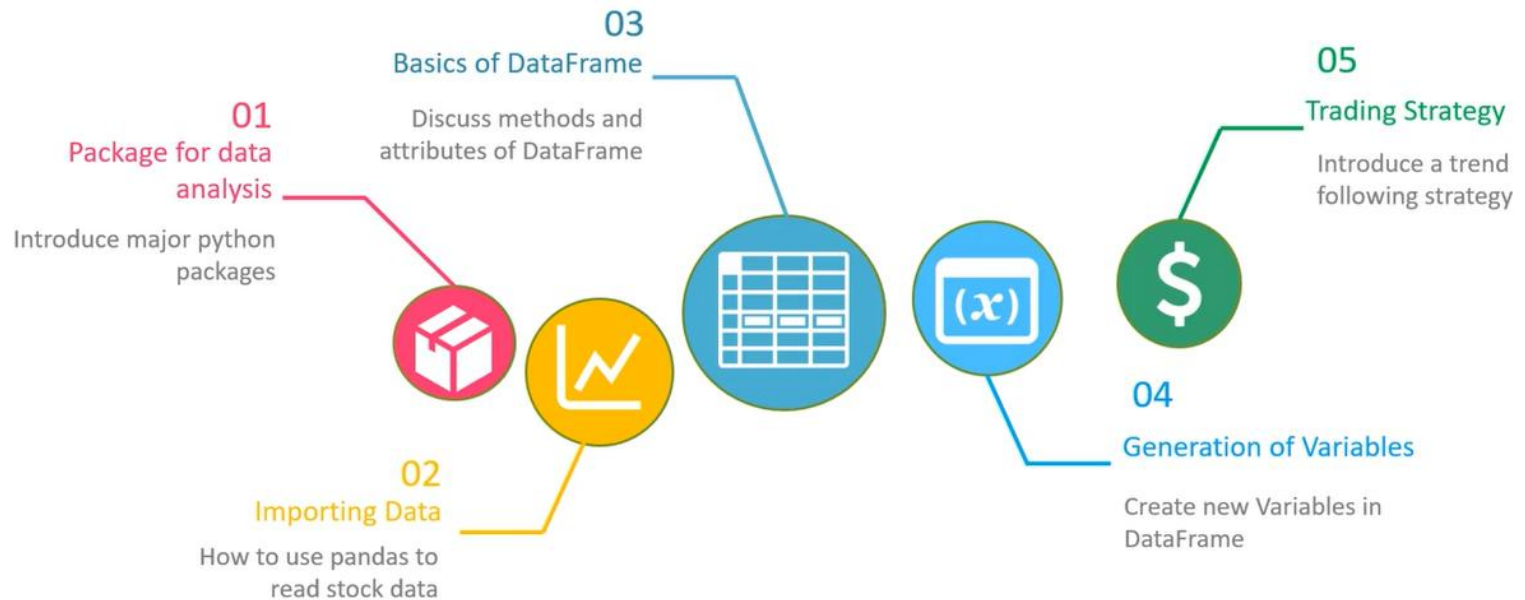 01
Package for data
analysis
Introduce major python
packages
02
Importing Data
How to use pandas to
read stock data
03
Basics of DataFrame
Discuss methods and
attributes of DataFrame
(x)
04
Generation of Variables
Create new Variables in
DataFrame
05
Trading Strategy
Introduce a trend
following strategy
$